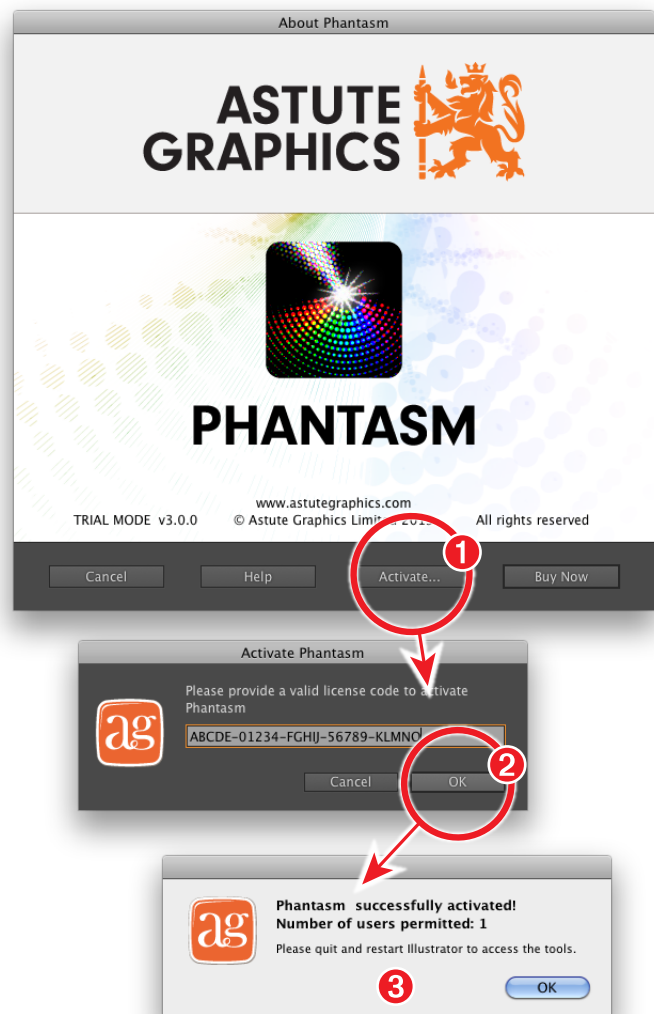 About Phantasm
ASTUTE
GRAPHICS
PHANTASM
www.astutegraphics.com
TRIAL MODE v3.0.0 © Astute Graphics Limited All rights reserved
Cancel Help Activate... Buy Now
1
Activate Phantasm
Please provide a valid license code to activate
Phantasm
ag
ABCDE-01234-FGHIJ-56789-KLMNO
Cancel OK
2
Phantasm successfully activated!
Number of users permitted: 1
ag
Please quit and restart Illustrator to access the tools.
3
OK